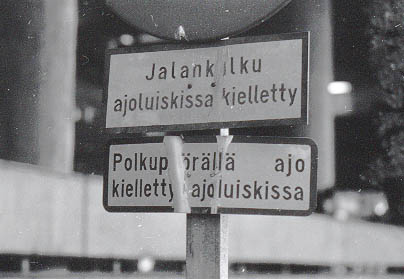 Jalankulku
ajoluiskissa kielletty
Polkupyörällä ajo
kielletty ajoluiskissa